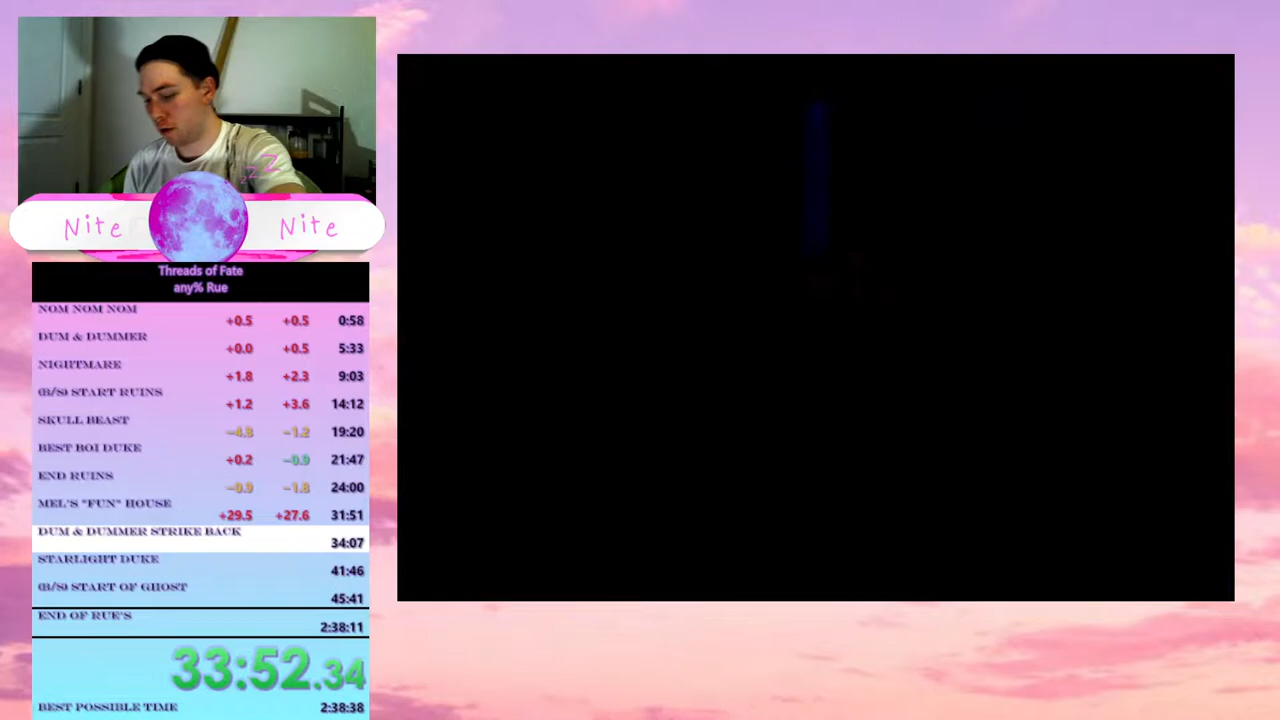 zzZ
Nite Nite
Threads of Fate
any% Rue
NOM NOM NOM
+0.5 +0.5 0:58
DUM & DUMMER
+0.0 +0.5 5:33
NIGHTMARE
+1.8 +2.3 9:03
(B/S) START RUINS
+1.2 +3.6 14:12
SKULL BEAST
−4.8 −1.2 19:20
BEST BOI DUKE
+0.2 −0.9 21:47
END RUINS
−0.9 −1.8 24:00
MEL'S "FUN" HOUSE
+29.5 +27.6 31:51
DUM & DUMMER STRIKE BACK
34:07
STARLIGHT DUKE
41:46
(B/S) START OF GHOST
45:41
END OF RUE'S
2:38:11
33:52.34
BEST POSSIBLE TIME 2:38:38